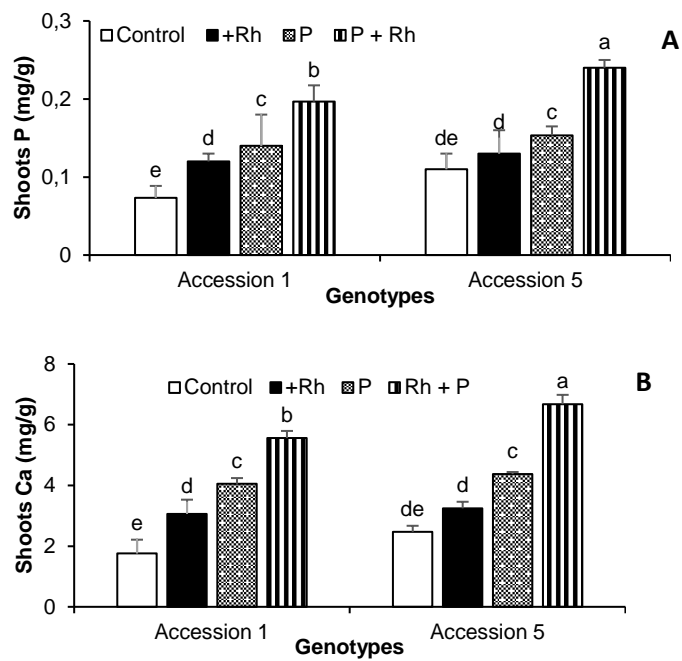 0,3
Control +Rh P P + Rh
A
a
b
Shoots P (mg/g)
0,2
c
c
d
d
de
e
0,1
0
Accession 1 Accession 5
Genotypes
8
Control +Rh P Rh + P
B
a
b
Shoots Ca (mg/g)
6
c
c
4
d
d
de
e
2
0
Accession 1 Accession 5
Genotypes